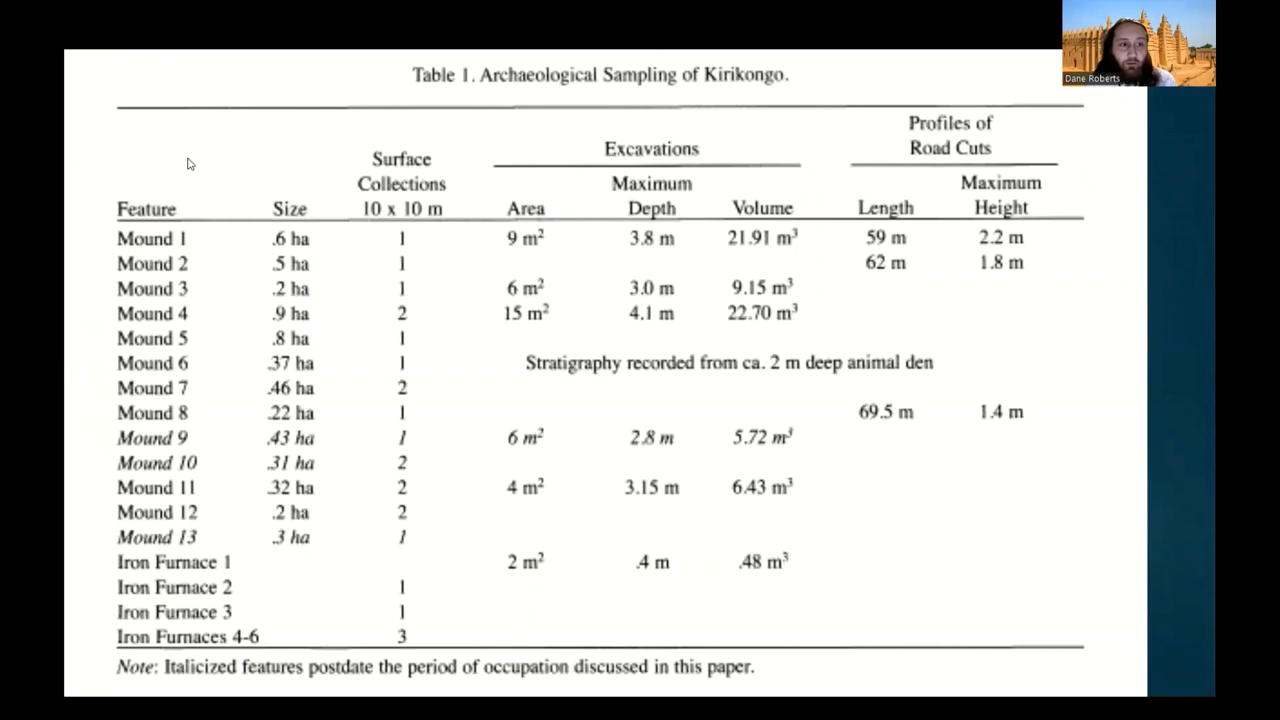 Dane Roberts
Table 1. Archaeological Sampling of Kirikongo.
Profiles of
Excavations Road Cuts
Surface
Collections Maximum Maximum
Feature Size 10 x 10 m Area Depth Volume Length Height
Mound 1 .6 ha 1 9 m² 3.8 m 21.91 m³ 59 m 2.2 m
Mound 2 .5 ha 1 62 m 1.8 m
Mound 3 .2 ha 1 6 m² 3.0 m 9.15 m³
Mound 4 .9 ha 2 15 m² 4.1 m 22.70 m³
Mound 5 .8 ha 1
Mound 6 .37 ha 1 Stratigraphy recorded from ca. 2 m deep animal den
Mound 7 .46 ha 2
Mound 8 .22 ha 1 69.5 m 1.4 m
Mound 9 .43 ha 1 6 m² 2.8 m 5.72 m³
Mound 10 .31 ha 2
Mound 11 .32 ha 2 4 m² 3.15 m 6.43 m³
Mound 12 .2 ha 2
Mound 13 .3 ha 1
Iron Furnace 1 2 m² .4 m .48 m³
Iron Furnace 2 1
Iron Furnace 3 1
Iron Furnaces 4-6 3
Note: Italicized features postdate the period of occupation discussed in this paper.